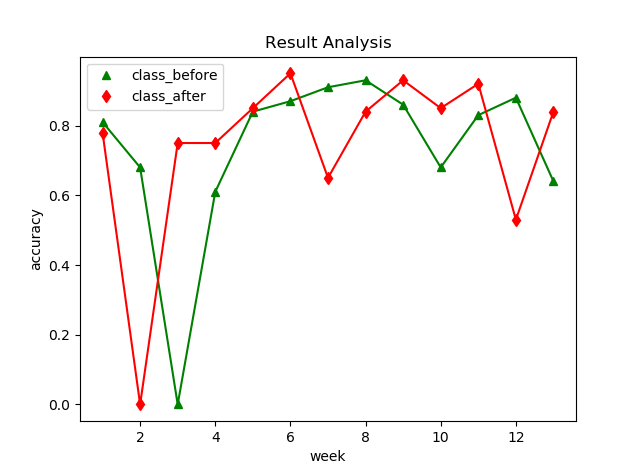 Result Analysis
class_before
class_after
accuracy
0.8
0.6
0.4
0.2
0.0
2 4 6 8 10 12
week